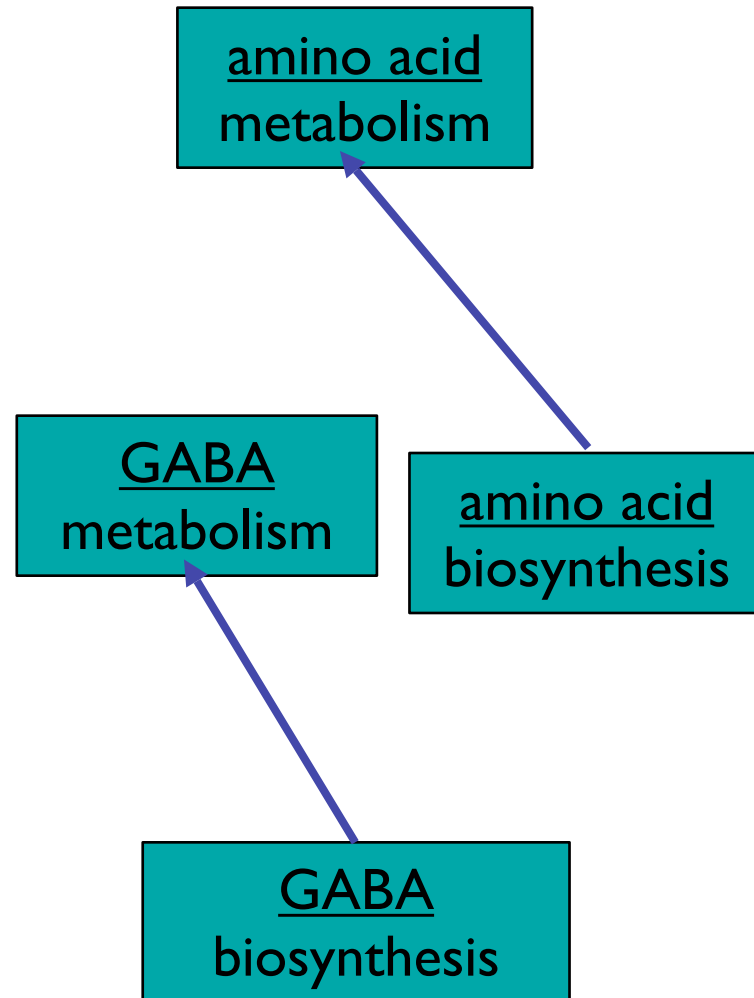 amino acid
metabolism
GABA
metabolism
amino acid
biosynthesis
GABA
biosynthesis